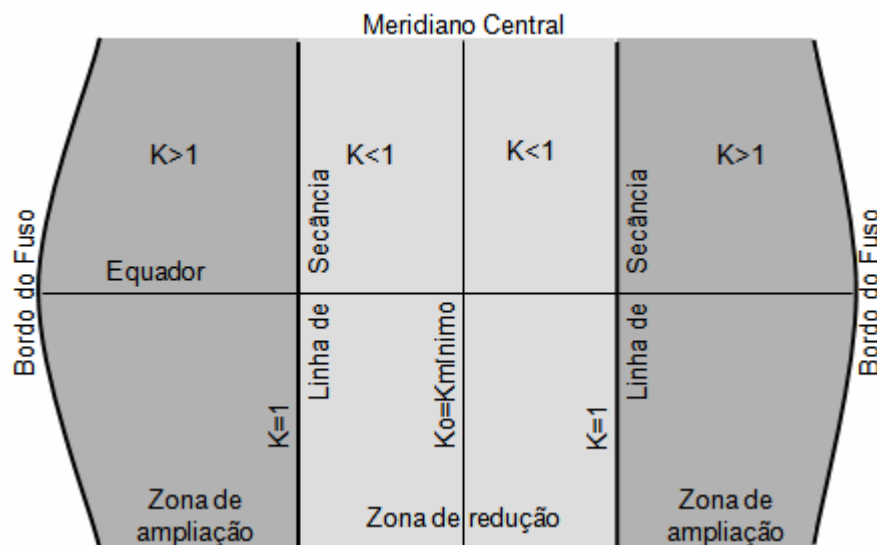 Meridiano Central
K>1
K<1
K<1
K>1
Bordo do Fuso
Secância
Secância
Bordo do Fuso
Equador
Linha de
Linha de
K=1
Ko=Kmínimo
K=1
Zona de
ampliação
Zona de redução
Zona de
ampliação